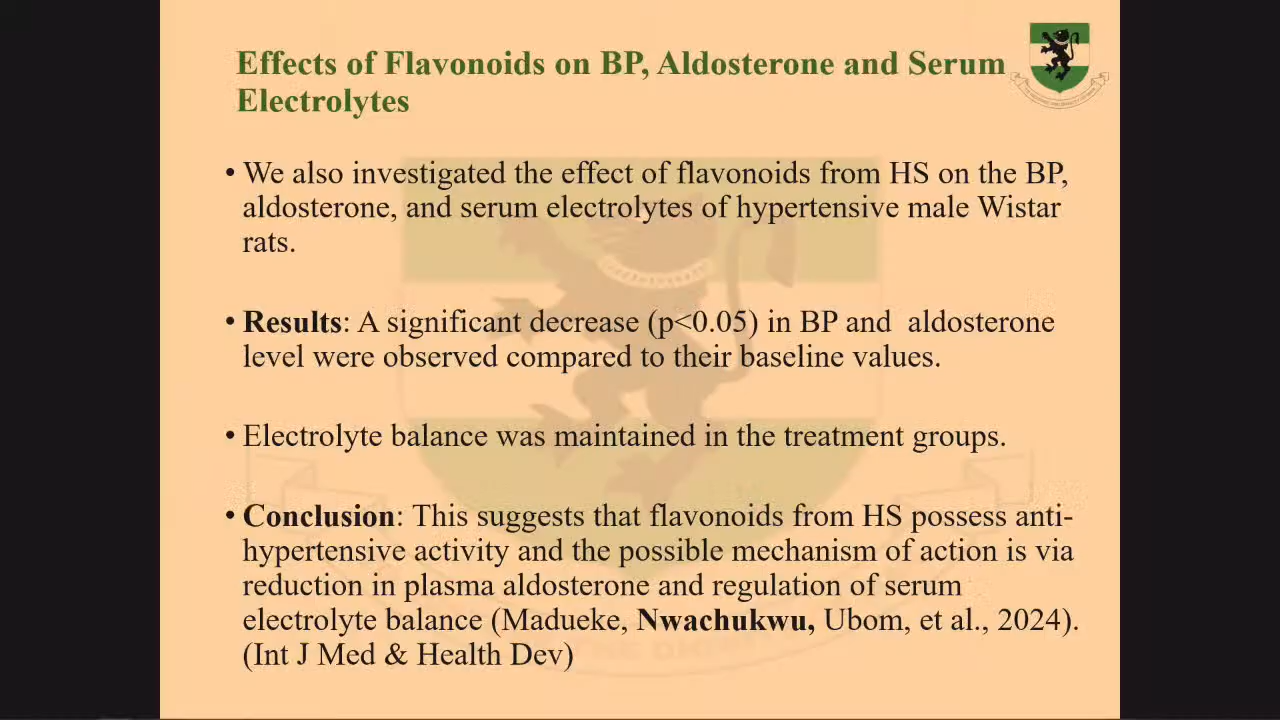 Effects of Flavonoids on BP, Aldosterone and Serum
Electrolytes
• We also investigated the effect of flavonoids from HS on the BP,
aldosterone, and serum electrolytes of hypertensive male Wistar
rats.
• Results: A significant decrease (p<0.05) in BP and aldosterone
level were observed compared to their baseline values.
• Electrolyte balance was maintained in the treatment groups.
• Conclusion: This suggests that flavonoids from HS possess anti-
hypertensive activity and the possible mechanism of action is via
reduction in plasma aldosterone and regulation of serum
electrolyte balance (Madueke, Nwachukwu, Ubom, et al., 2024).
(Int J Med & Health Dev)